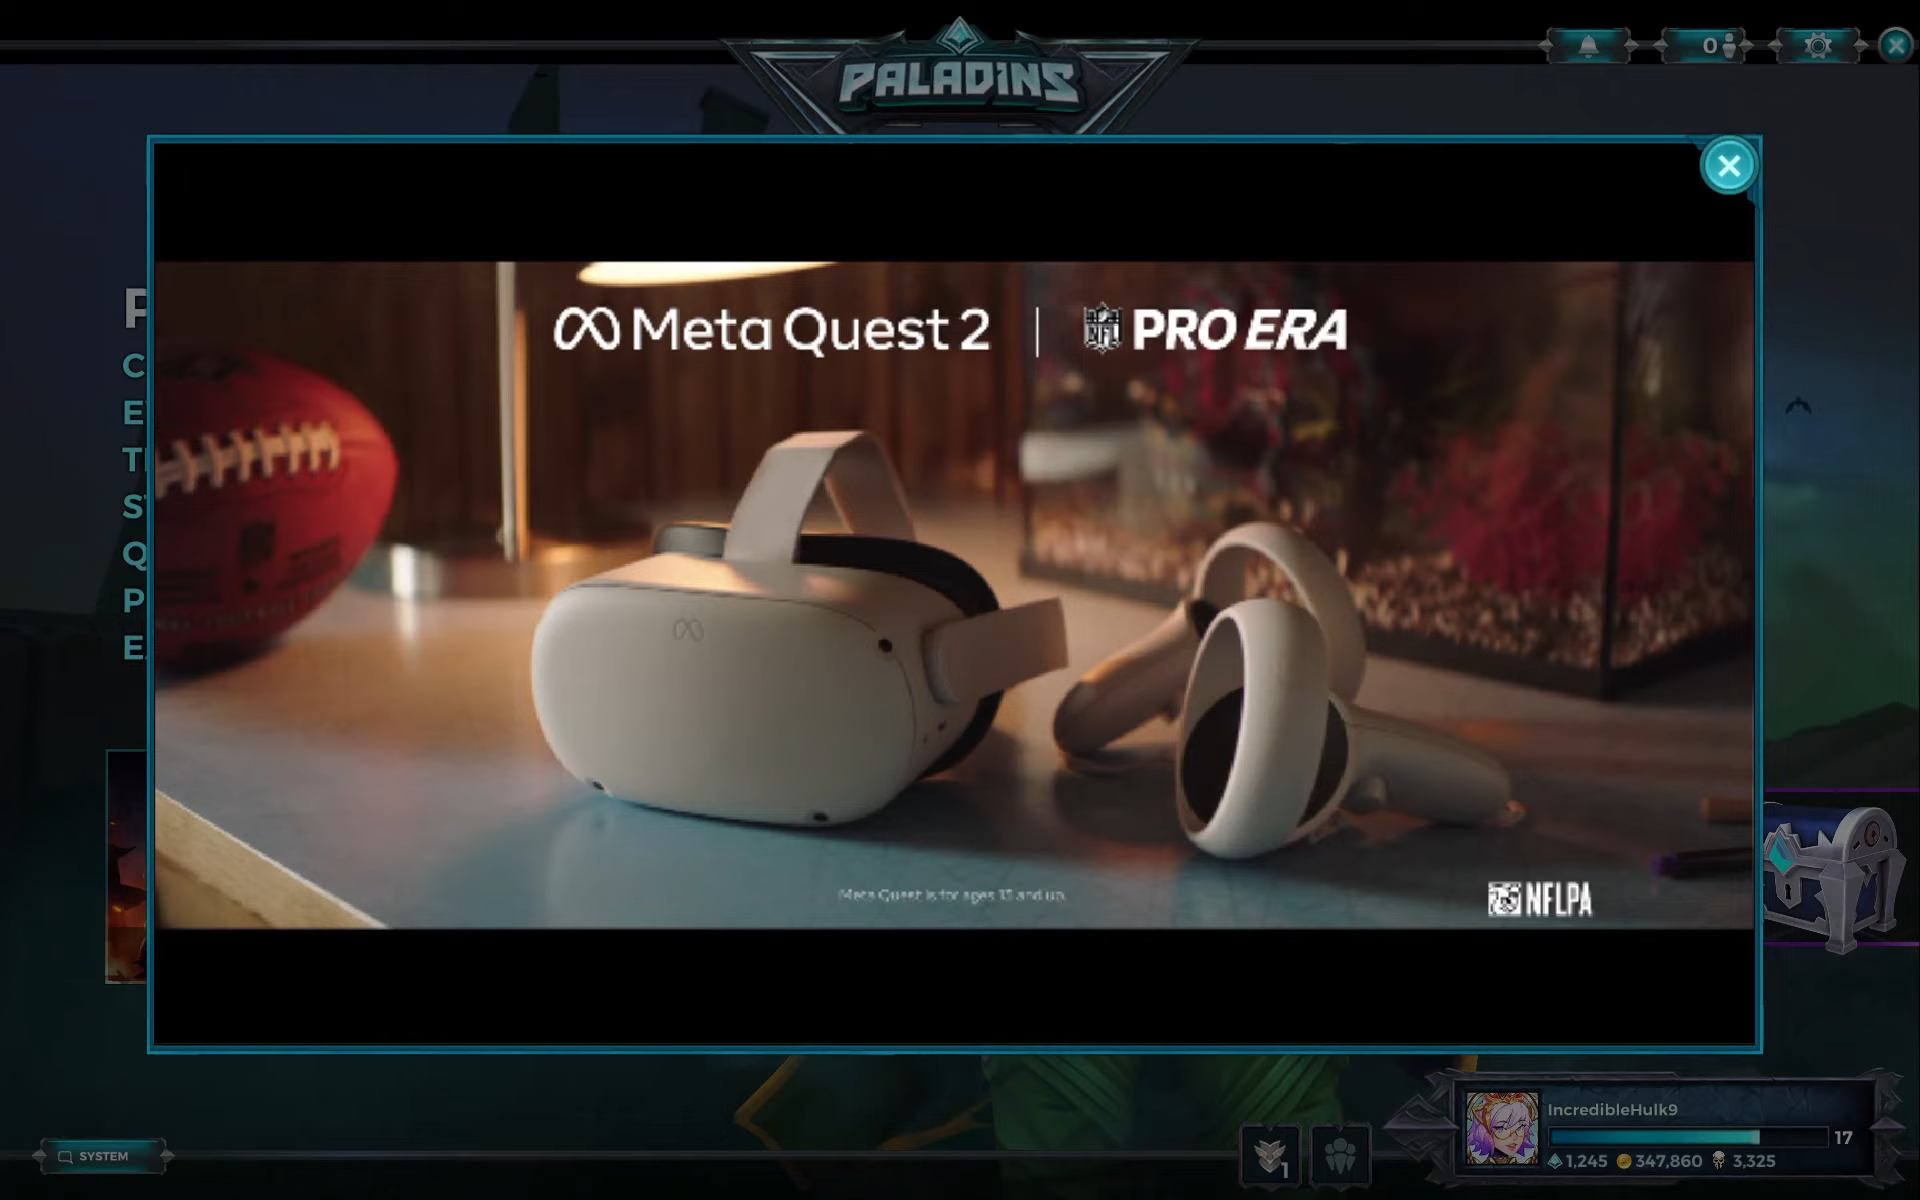 PALADINS
0
Meta Quest 2 | NFL PRO ERA
P
C
E
T
S
Q
P
E
Meta Quest is for ages 13 and up.
NFLPA
IncredibleHulk9
17
1,245 347,860 3,325
1
SYSTEM